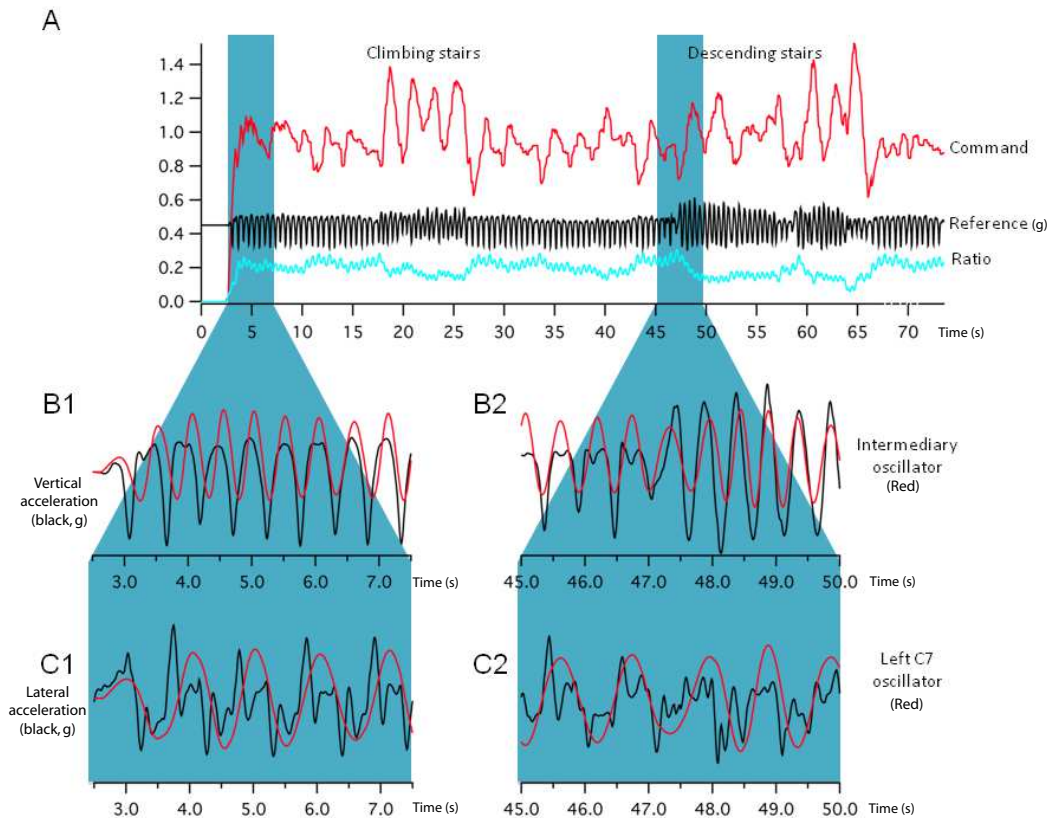 A
Climbing stairs
Descending stairs
1.4
1.2
1.0
0.8
0.6
0.4
0.2
0.0
Command
Reference (g)
Ratio
0 5 10 15 20 25 30 35 40 45 50 55 60 65 70 Time (s)
B1
Vertical
acceleration
(black, g)
3.0 4.0 5.0 6.0 7.0 Time (s)
B2
Intermediary
oscillator
(Red)
45.0 46.0 47.0 48.0 49.0 50.0 Time (s)
C1
Lateral
acceleration
(black, g)
3.0 4.0 5.0 6.0 7.0 Time (s)
C2
Left C7
oscillator
(Red)
45.0 46.0 47.0 48.0 49.0 50.0 Time (s)